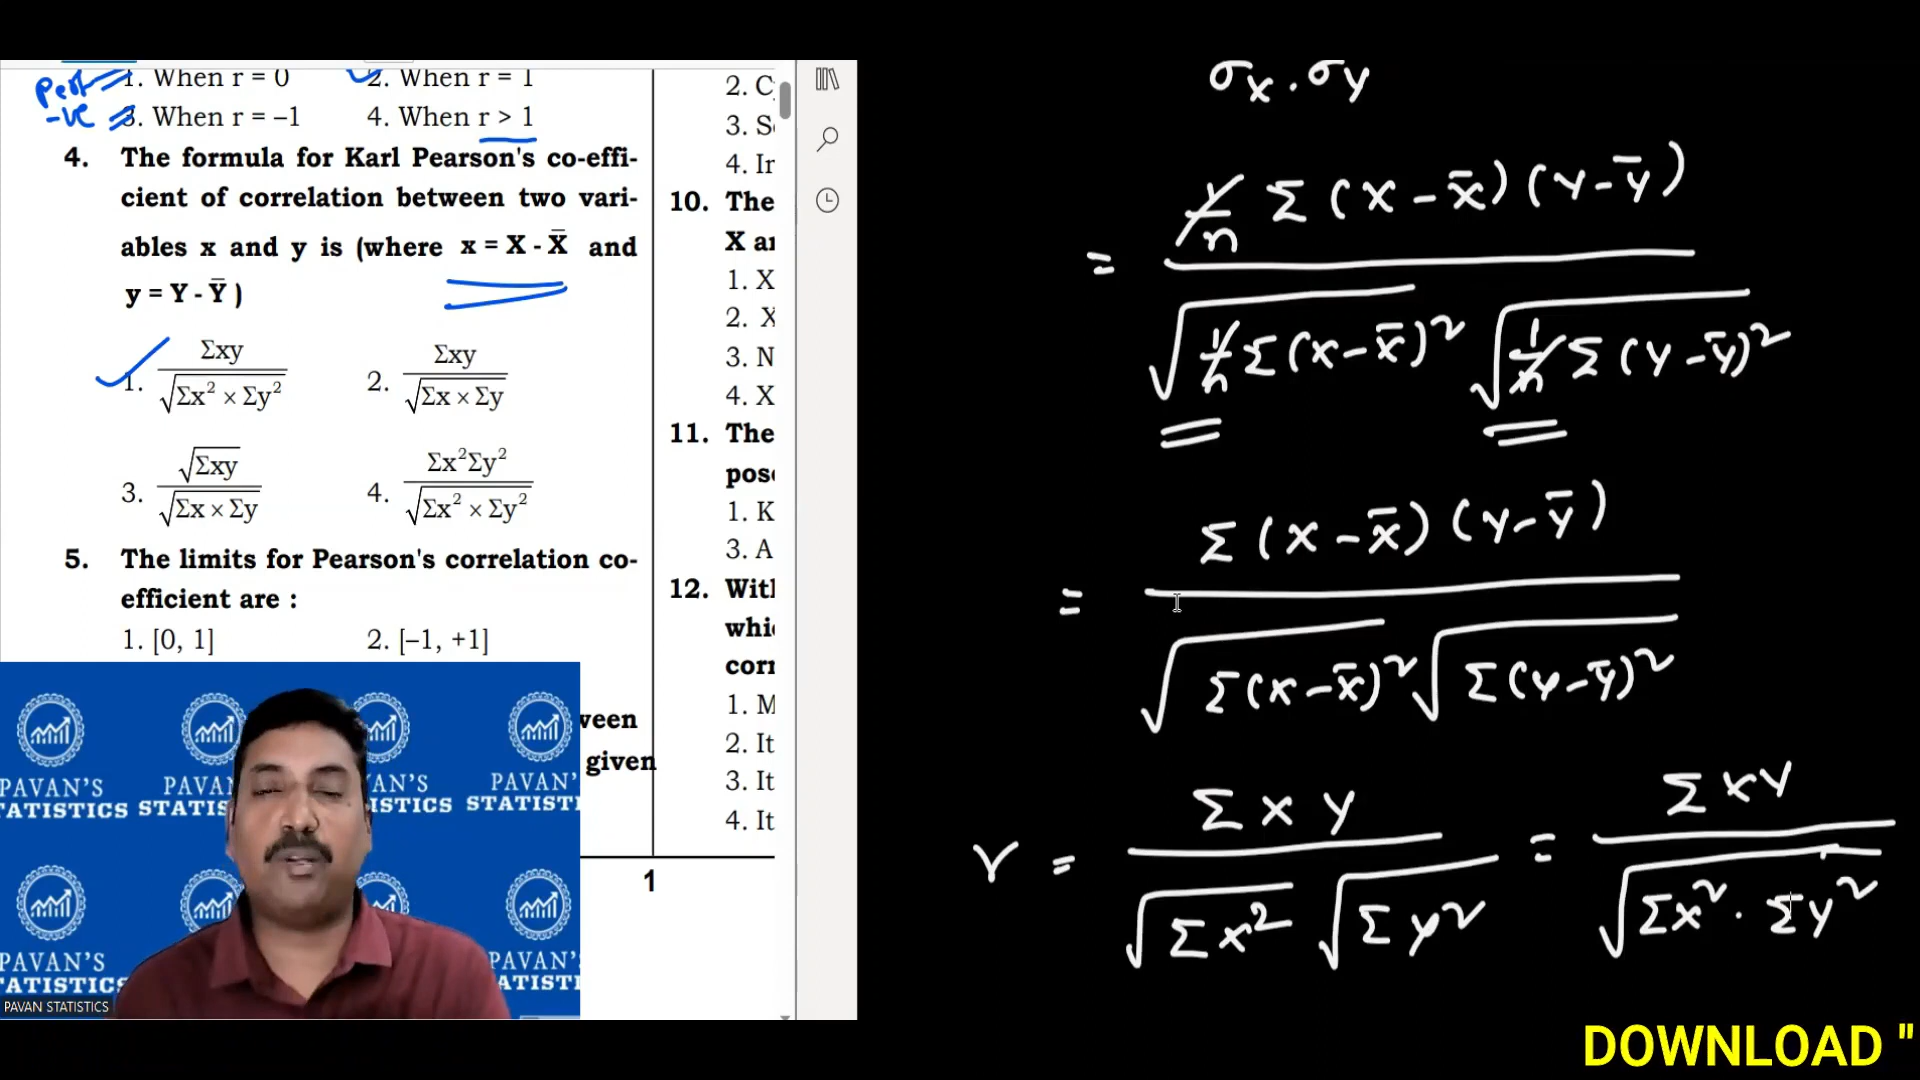 1. When r = 0 2. When r = 1
-ve 3. When r = –1 4. When r > 1
4. The formula for Karl Pearson's co-effi-
cient of correlation between two vari-
ables x and y is (where x = X - X̄ and
y = Y - Ȳ )
1. Σxy / √(Σx² × Σy²) 2. Σxy / √(Σx × Σy)
3. √Σxy / √(Σx × Σy) 4. Σx²Σy² / √(Σx² × Σy²)
5. The limits for Pearson's correlation co-
efficient are :
1. [0, 1] 2. [–1, +1]
ween
given
2. C
3. S
4. Ir
10. The
X a
1. X
2. X
3. N
4. X
11. The
pos
1. K
3. A
12. Wit
whi
corr
1. M
2. It
3. It
4. It
1
σx . σy
= 1/n Σ (x - x̄) (y - ȳ) / √(1/n Σ (x - x̄)²) √(1/n Σ (y - ȳ)²)
= Σ (x - x̄) (y - ȳ) / √(Σ(x - x̄)²) √(Σ(y - ȳ)²)
r = Σ x y / √(Σ x²) √(Σ y²) = Σ xy / √(Σx² · Σy²)
PAVAN'S STATISTICS
PAVAN STATISTICS
DOWNLOAD "